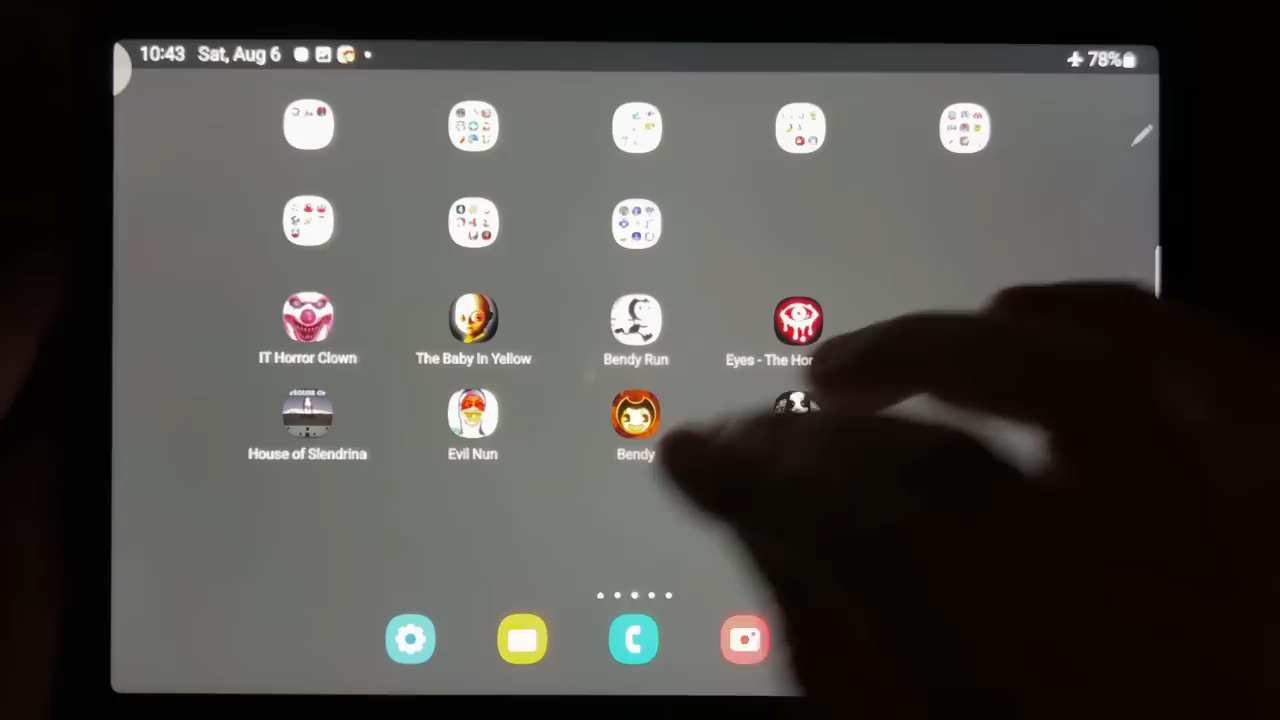 10:43 Sat, Aug 6
78%
IT Horror Clown
The Baby In Yellow
Bendy Run
Eyes - The Hor
House of Slendrina
Evil Nun
Bendy